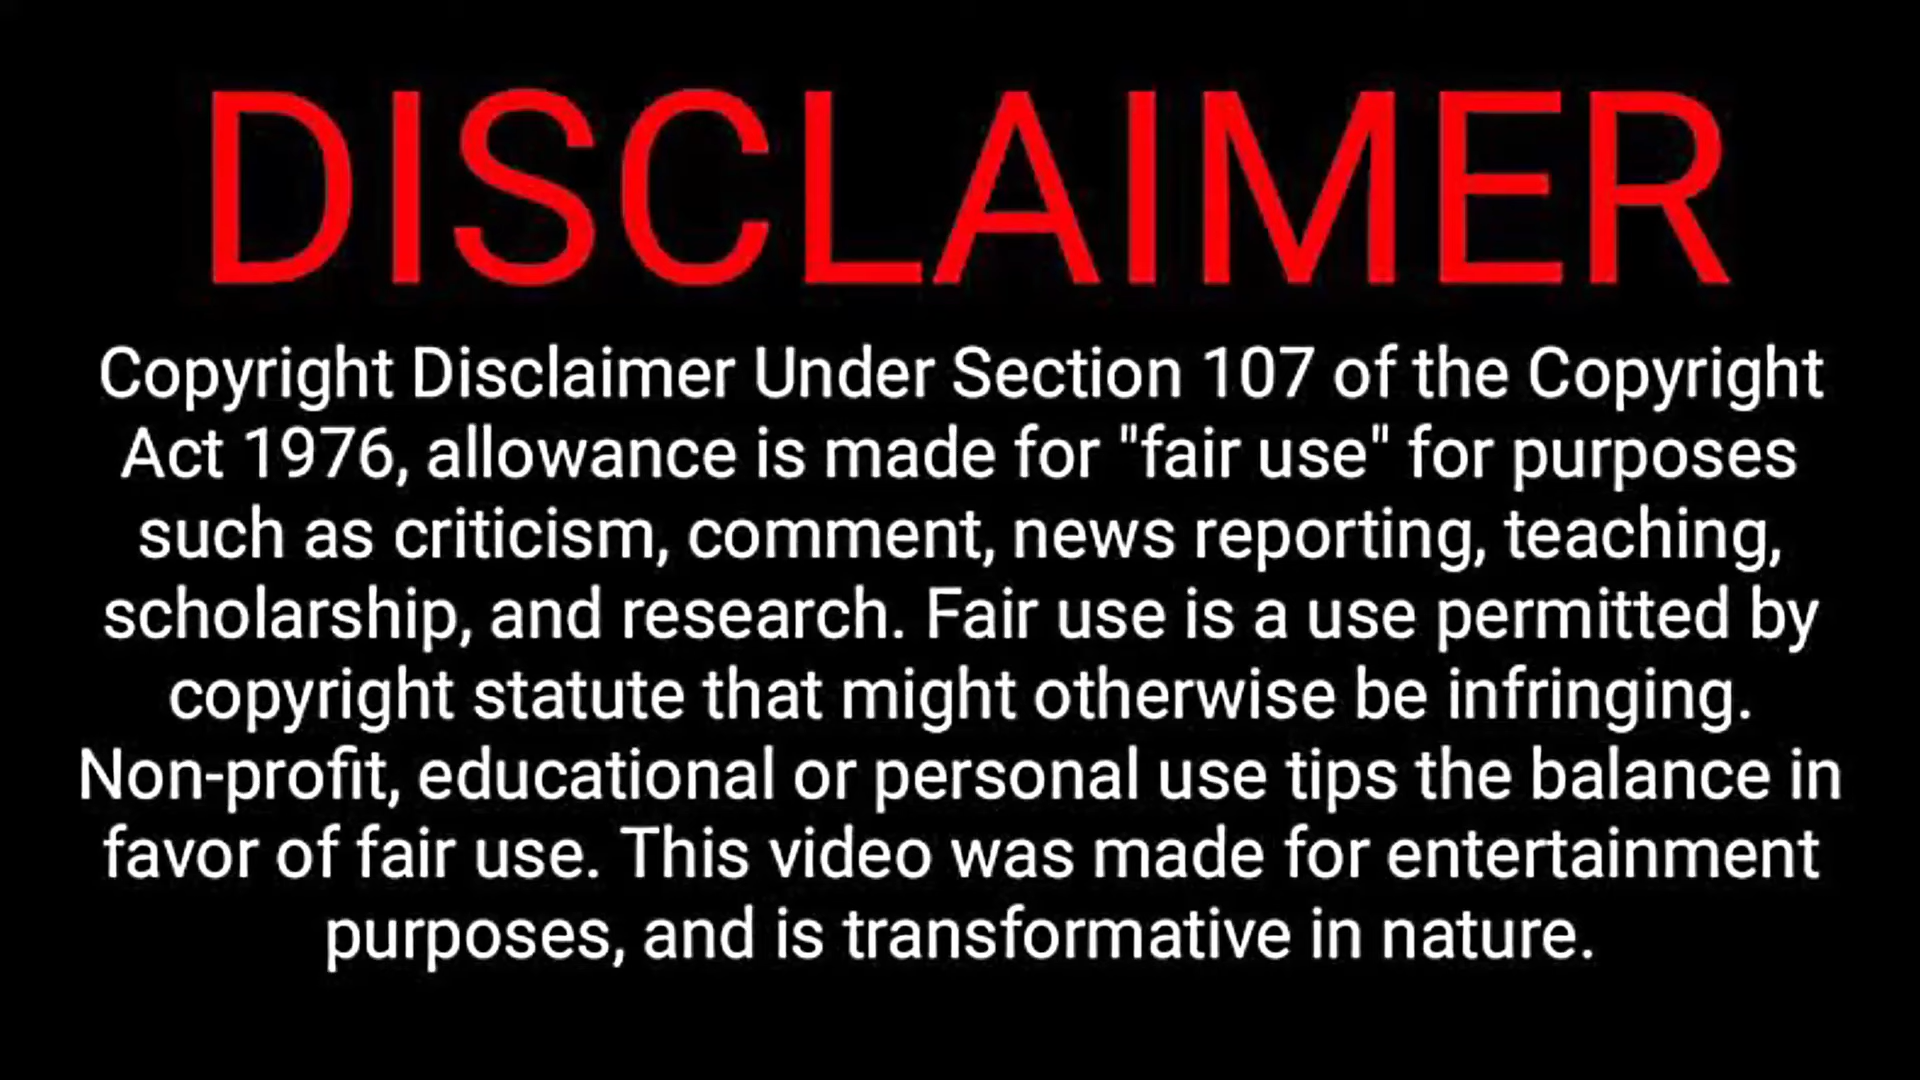 DISCLAIMER
Copyright Disclaimer Under Section 107 of the Copyright
Act 1976, allowance is made for "fair use" for purposes
such as criticism, comment, news reporting, teaching,
scholarship, and research. Fair use is a use permitted by
copyright statute that might otherwise be infringing.
Non-profit, educational or personal use tips the balance in
favor of fair use. This video was made for entertainment
purposes, and is transformative in nature.